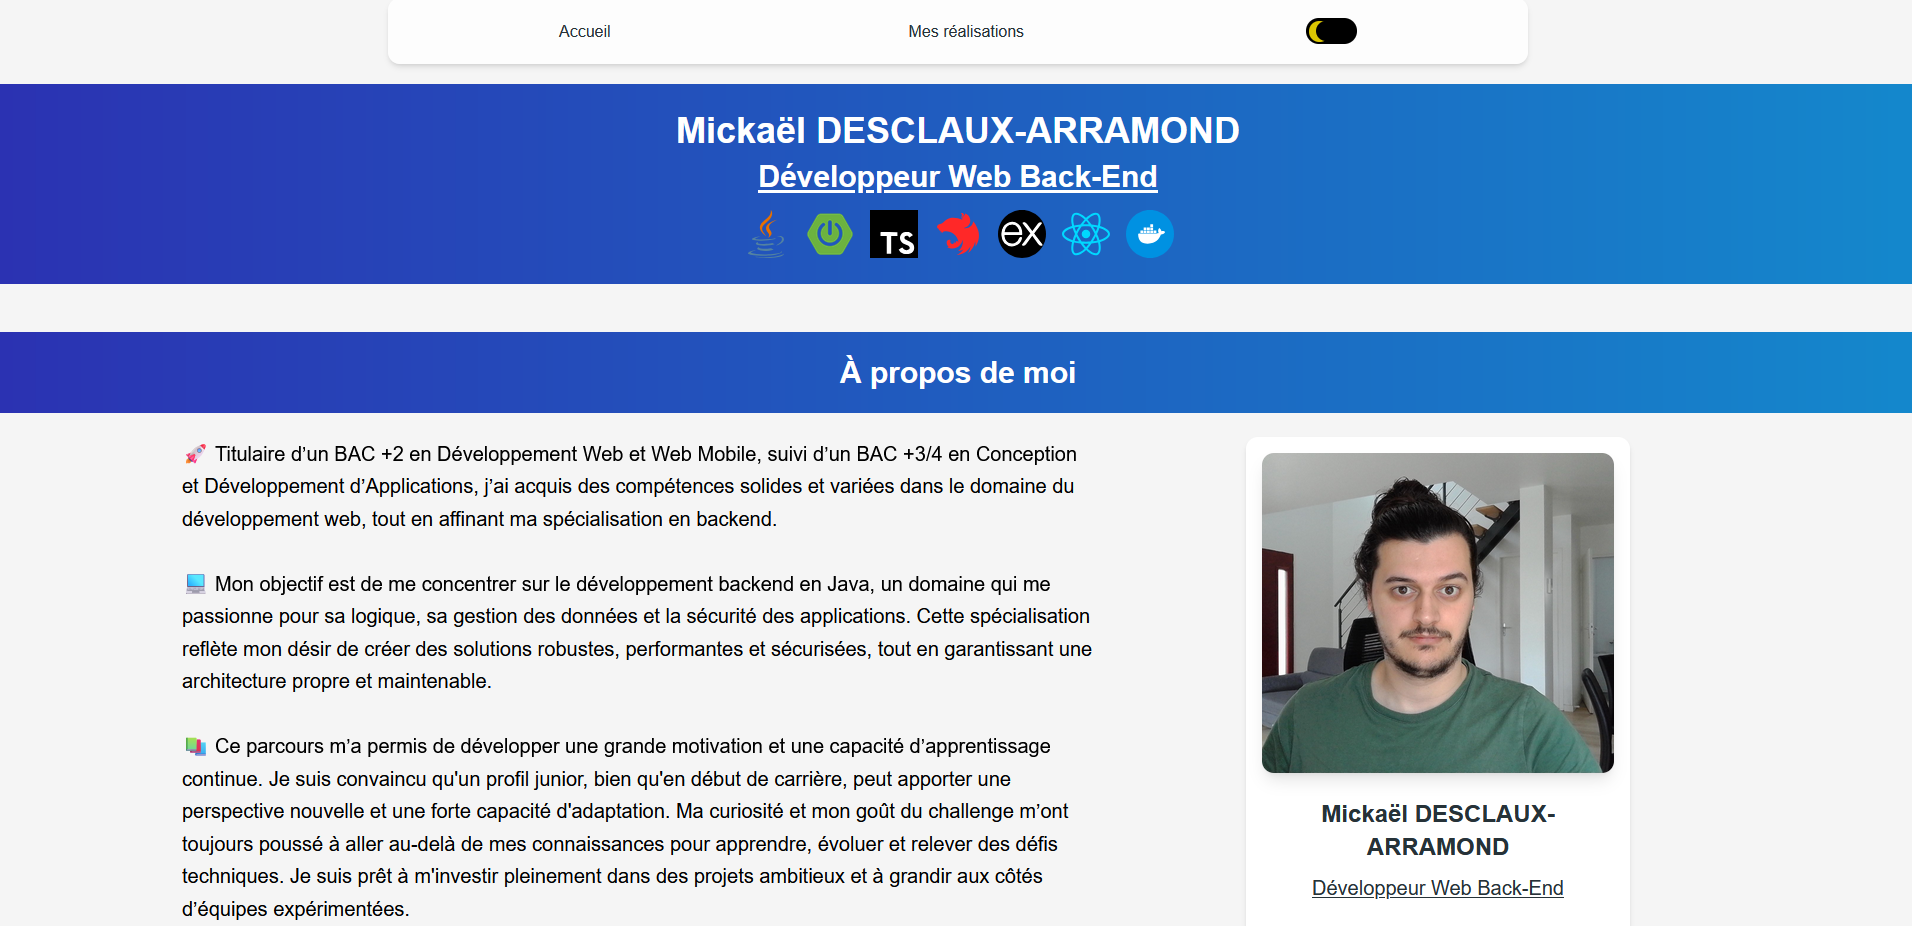 Accueil
Mes réalisations
Mickaël DESCLAUX-ARRAMOND
Développeur Web Back-End
TS
ex
À propos de moi
🚀 Titulaire d’un BAC +2 en Développement Web et Web Mobile, suivi d’un BAC +3/4 en Conception
et Développement d’Applications, j’ai acquis des compétences solides et variées dans le domaine du
développement web, tout en affinant ma spécialisation en backend.
💻 Mon objectif est de me concentrer sur le développement backend en Java, un domaine qui me
passionne pour sa logique, sa gestion des données et la sécurité des applications. Cette spécialisation
reflète mon désir de créer des solutions robustes, performantes et sécurisées, tout en garantissant une
architecture propre et maintenable.
📚 Ce parcours m’a permis de développer une grande motivation et une capacité d’apprentissage
continue. Je suis convaincu qu'un profil junior, bien qu'en début de carrière, peut apporter une
perspective nouvelle et une forte capacité d'adaptation. Ma curiosité et mon goût du challenge m’ont
toujours poussé à aller au-delà de mes connaissances pour apprendre, évoluer et relever des défis
techniques. Je suis prêt à m'investir pleinement dans des projets ambitieux et à grandir aux côtés
d’équipes expérimentées.
Mickaël DESCLAUX-
ARRAMOND
Développeur Web Back-End